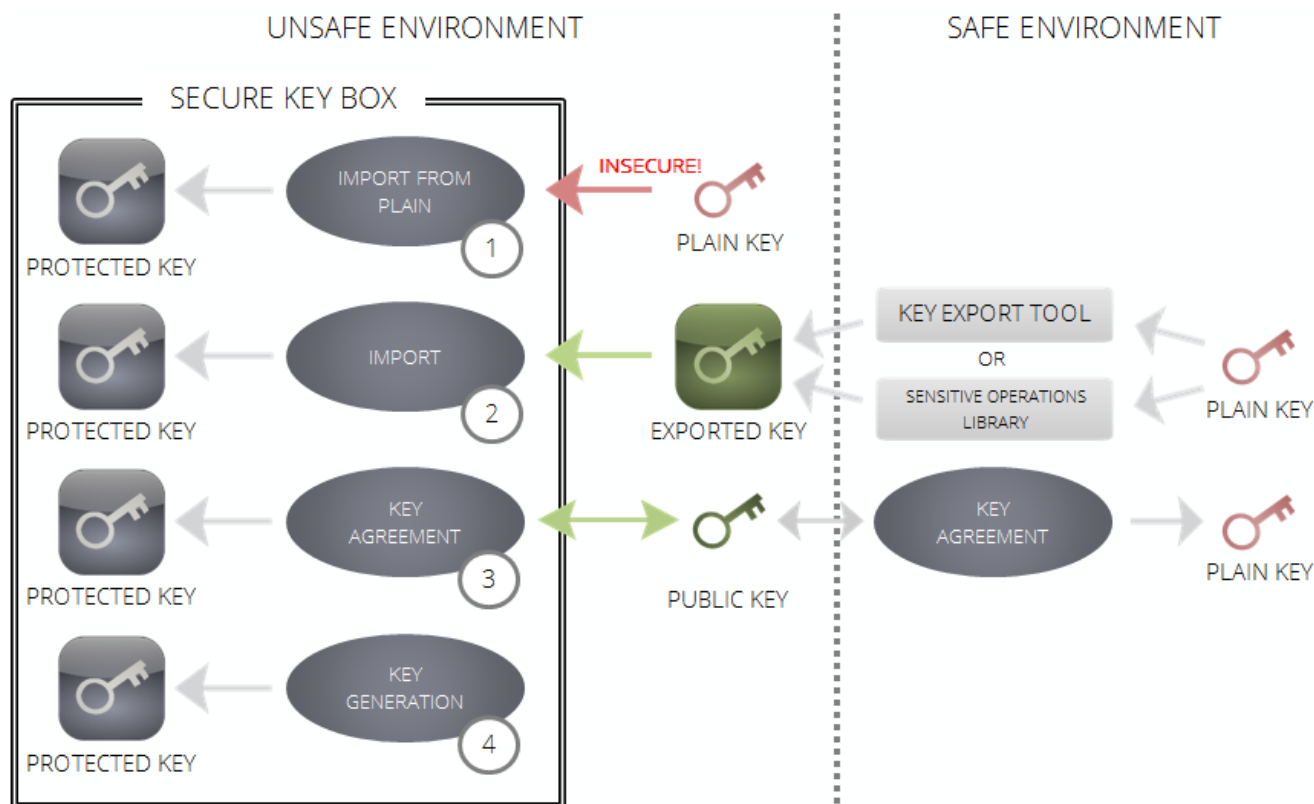 UNSAFE ENVIRONMENT
SAFE ENVIRONMENT
SECURE KEY BOX
IMPORT FROM
PLAIN
1
PROTECTED KEY
INSECURE!
PLAIN KEY
IMPORT
2
PROTECTED KEY
EXPORTED KEY
KEY EXPORT TOOL
OR
SENSITIVE OPERATIONS
LIBRARY
PLAIN KEY
KEY
AGREEMENT
3
PROTECTED KEY
PUBLIC KEY
KEY
AGREEMENT
PLAIN KEY
KEY
GENERATION
4
PROTECTED KEY